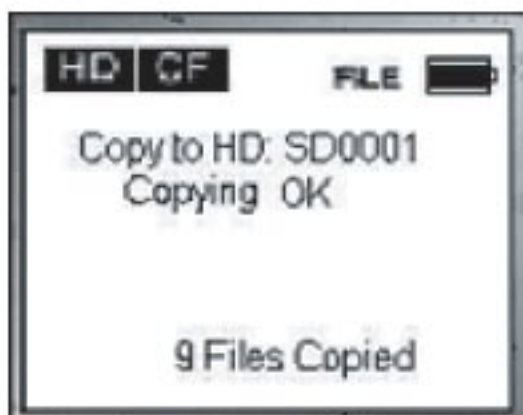 HD CF FILE
Copy to HD: SD0001
Copying OK
9 Files Copied